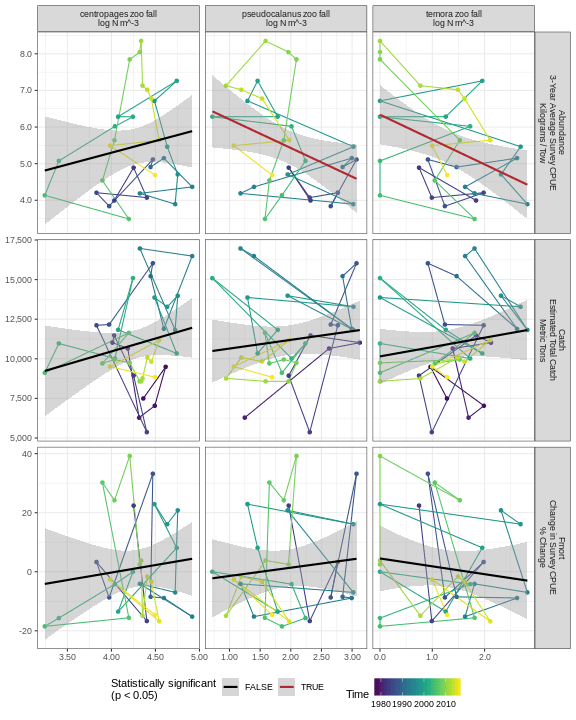 centropages zoo fall
log N m^-3
pseudocalanus zoo fall
log N m^-3
temora zoo fall
log N m^-3
8.0
7.0
6.0
5.0
4.0
Abundance
3-Year Average Survey CPUE
Kilograms / Tow
17,500
15,000
12,500
10,000
7,500
5,000
Catch
Estimated Total Catch
Metric Tons
40
20
0
-20
Fmort
Change in Survey CPUE
% Change
3.50 4.00 4.50 5.00
1.00 1.50 2.00 2.50 3.00
0.0 1.0 2.0
Statistically significant
(p < 0.05)
FALSE
TRUE
Time
1980 1990 2000 2010